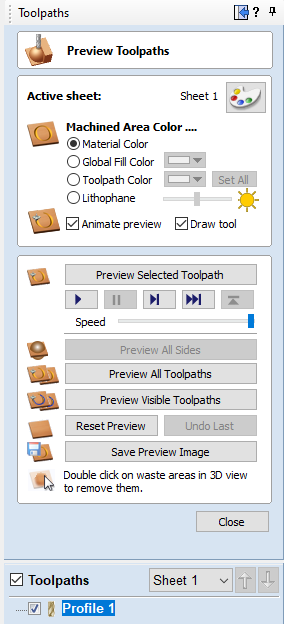 Toolpaths
?
Preview Toolpaths
Active sheet: Sheet 1
Machined Area Color ....
Material Color
Global Fill Color
Toolpath Color Set All
Lithophane
Animate preview Draw tool
Preview Selected Toolpath
Speed
Preview All Sides
Preview All Toolpaths
Preview Visible Toolpaths
Reset Preview Undo Last
Save Preview Image
Double click on waste areas in 3D view
to remove them.
Close
Toolpaths Sheet 1
Profile 1